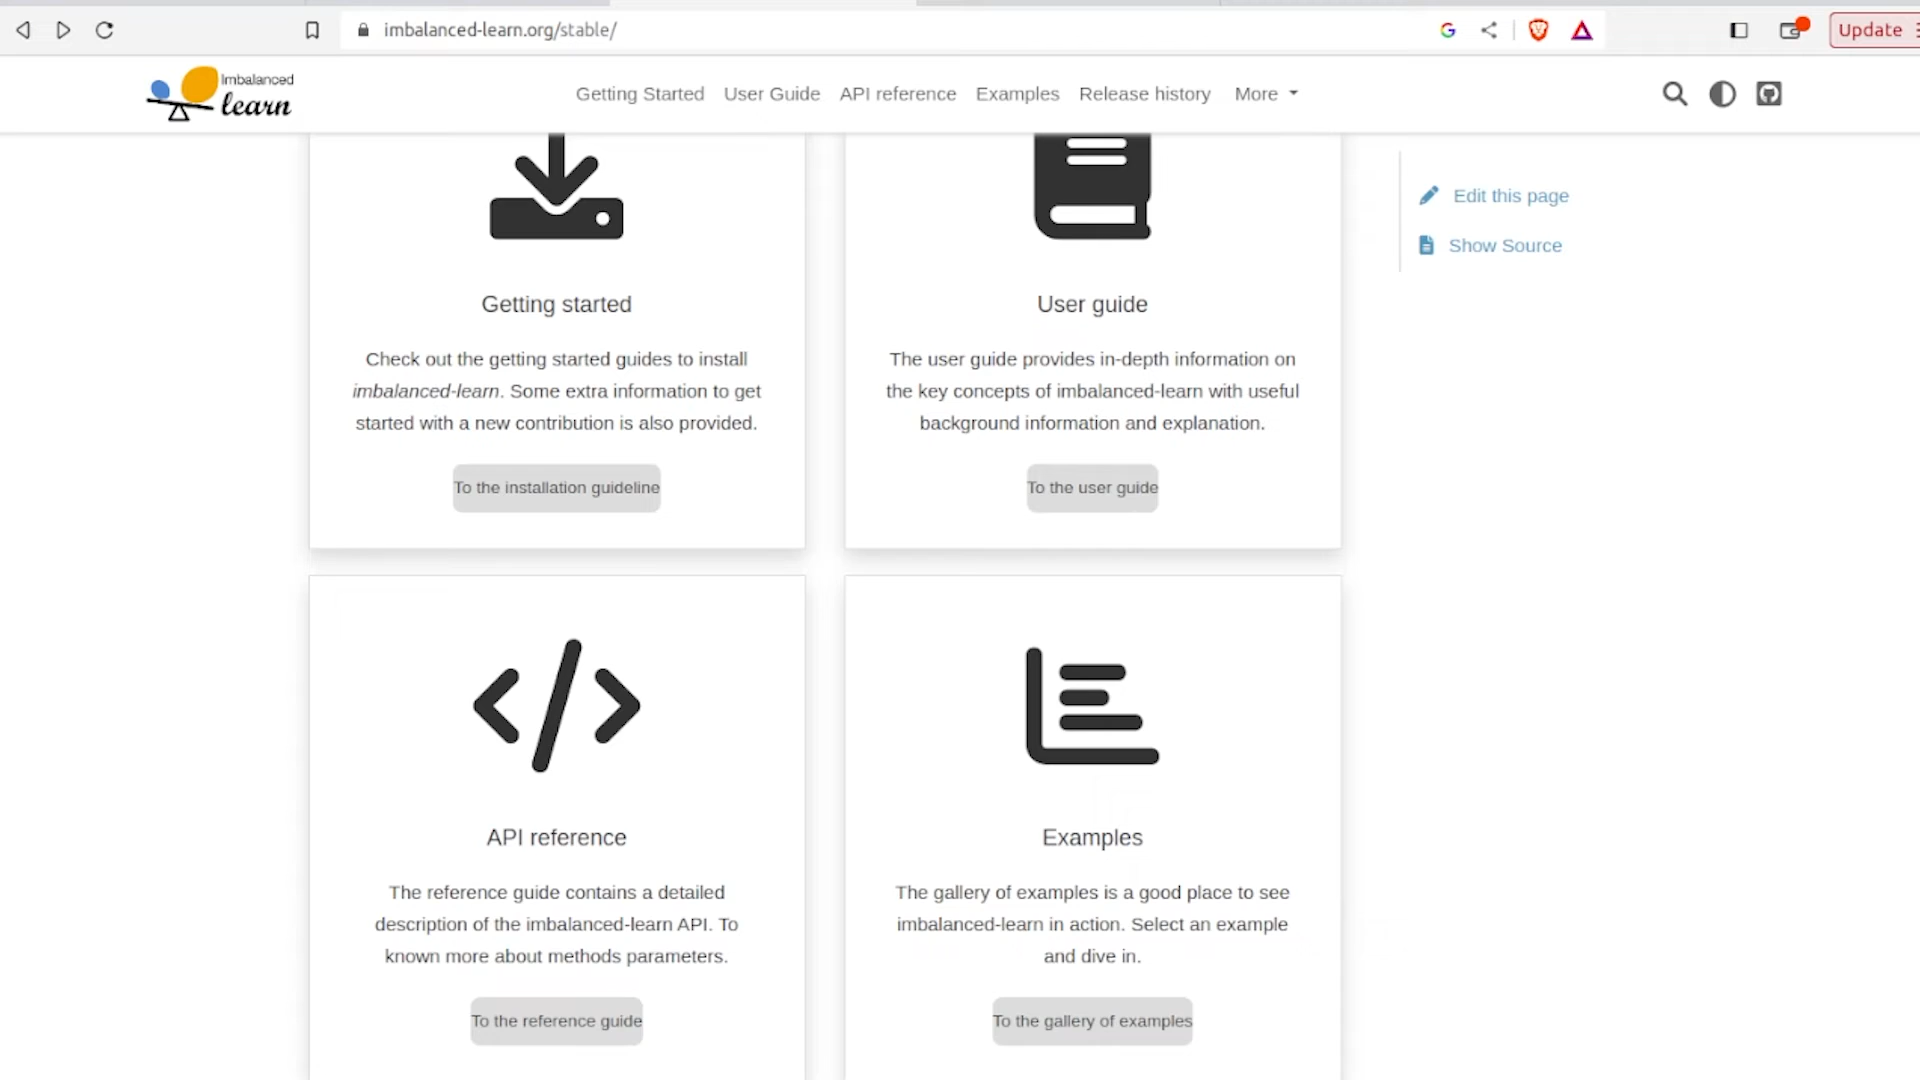 imbalanced-learn.org/stable/
Update
Imbalanced
learn
Getting Started User Guide API reference Examples Release history More
Edit this page
Show Source
Getting started
Check out the getting started guides to install
imbalanced-learn. Some extra information to get
started with a new contribution is also provided.
To the installation guideline
User guide
The user guide provides in-depth information on
the key concepts of imbalanced-learn with useful
background information and explanation.
To the user guide
API reference
The reference guide contains a detailed
description of the imbalanced-learn API. To
known more about methods parameters.
To the reference guide
Examples
The gallery of examples is a good place to see
imbalanced-learn in action. Select an example
and dive in.
To the gallery of examples